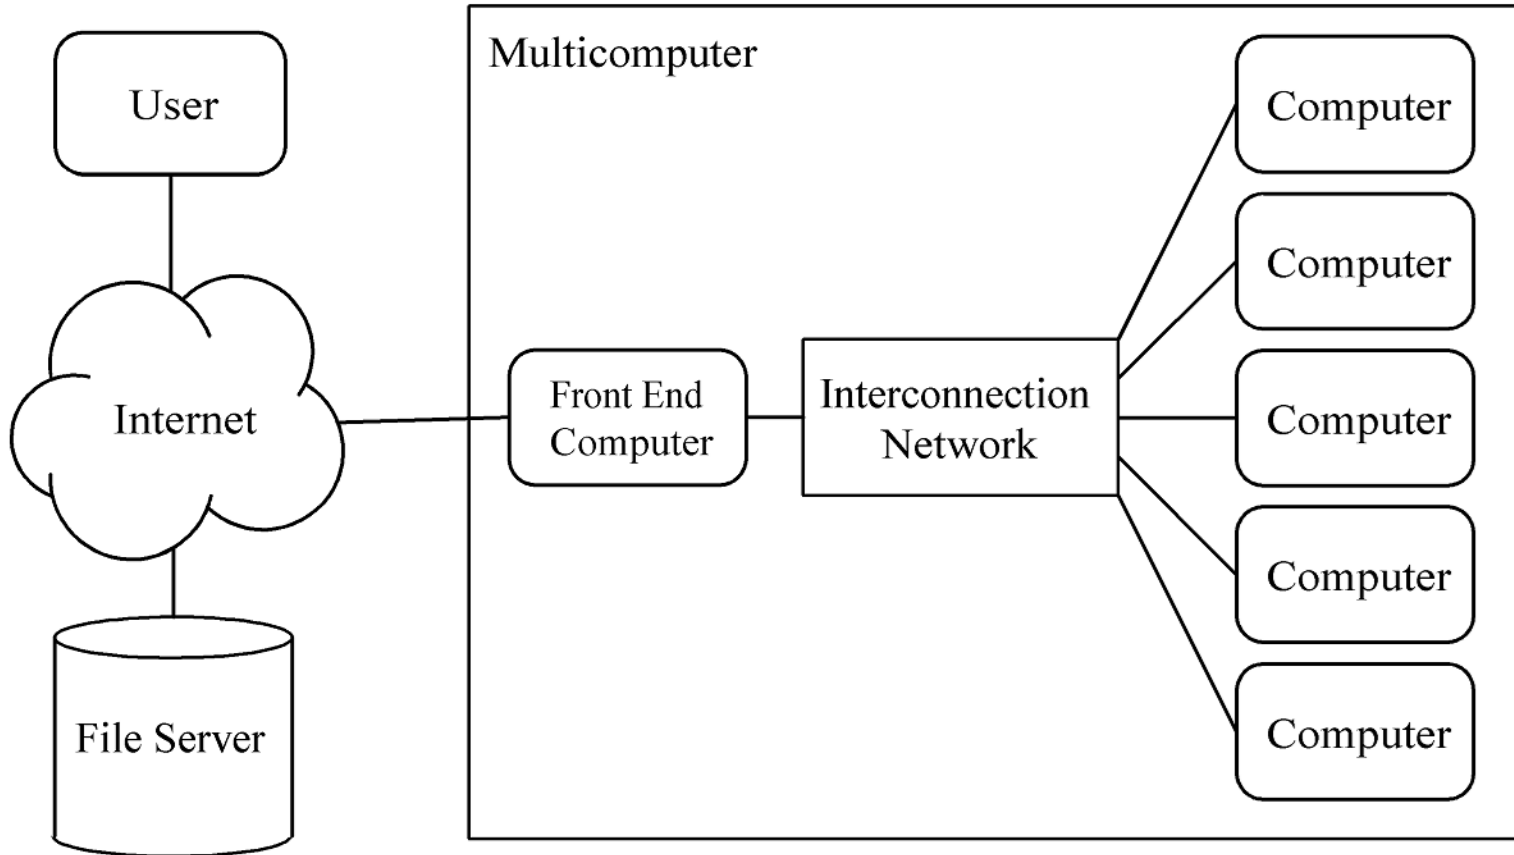 User
Multicomputer
Computer
Computer
Internet
Front End
Computer
Interconnection
Network
Computer
Computer
File Server
Computer